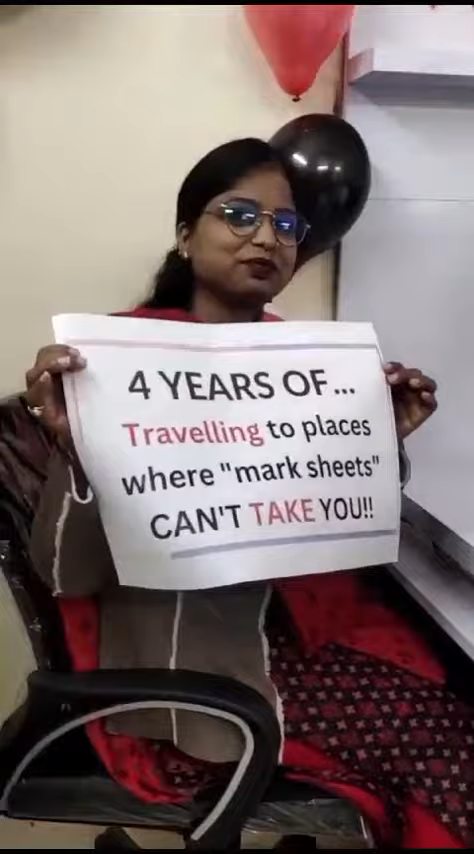 4 YEARS OF...
Travelling to places
where "mark sheets"
CAN'T TAKE YOU!!